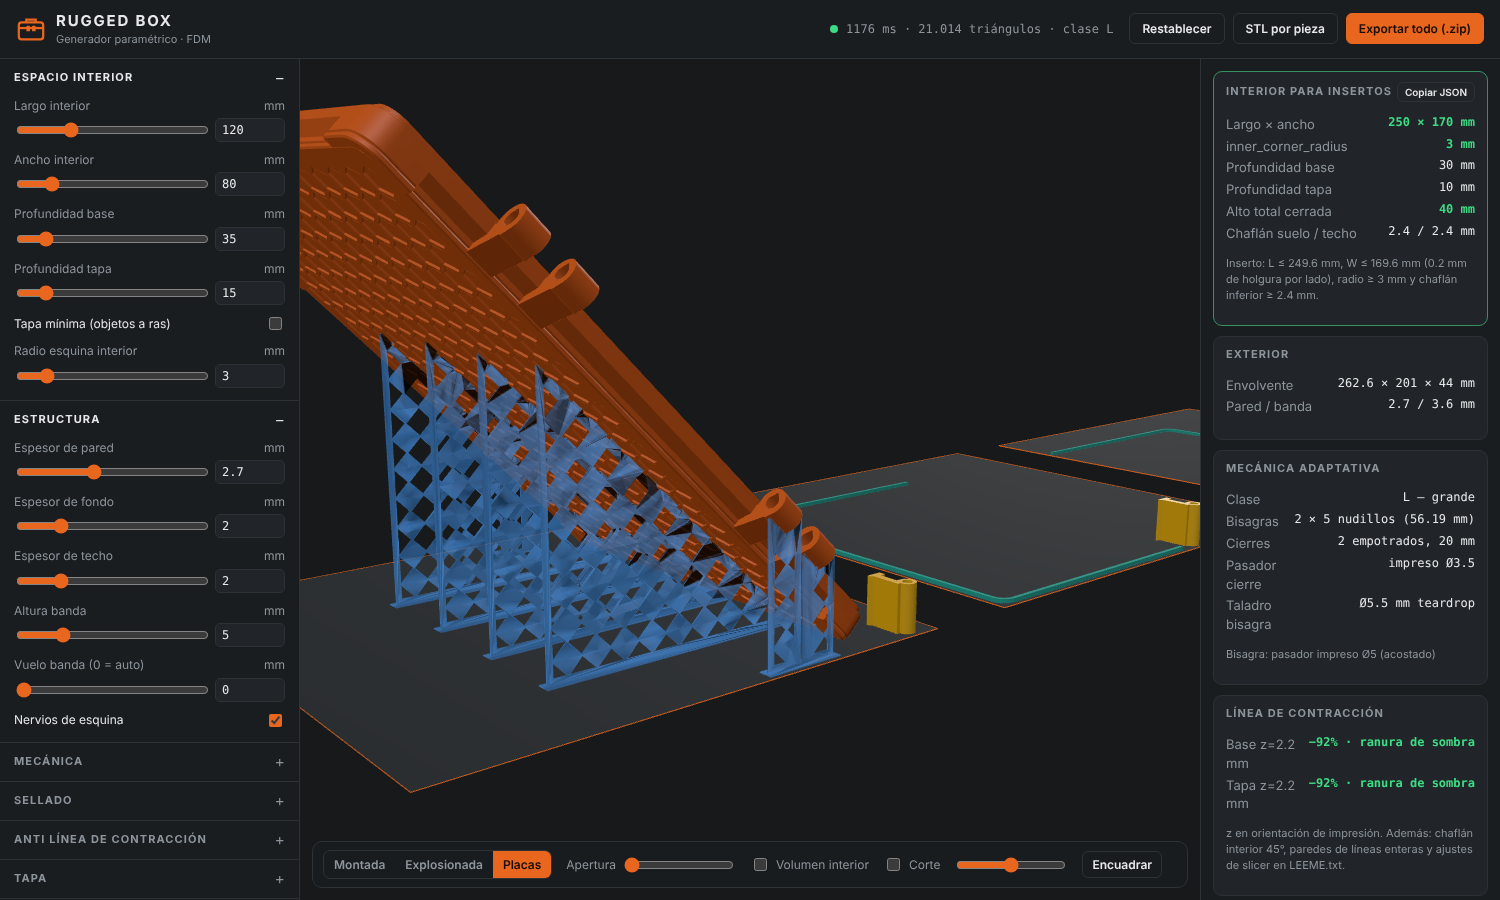 RUGGED BOX
Generador paramétrico · FDM
1176 ms · 21.014 triángulos · clase L
Restablecer
STL por pieza
Exportar todo (.zip)
ESPACIO INTERIOR −
Largo interior mm
120
Ancho interior mm
80
Profundidad base mm
35
Profundidad tapa mm
15
Tapa mínima (objetos a ras)
Radio esquina interior mm
3
ESTRUCTURA −
Espesor de pared mm
2.7
Espesor de fondo mm
2
Espesor de techo mm
2
Altura banda mm
5
Vuelo banda (0 = auto) mm
0
Nervios de esquina
MECÁNICA +
SELLADO +
ANTI LÍNEA DE CONTRACCIÓN +
TAPA +
Montada
Explosionada
Placas
Apertura
Volumen interior
Corte
Encuadrar
INTERIOR PARA INSERTOS
Copiar JSON
Largo × ancho 250 × 170 mm
inner_corner_radius 3 mm
Profundidad base 30 mm
Profundidad tapa 10 mm
Alto total cerrada 40 mm
Chaflán suelo / techo 2.4 / 2.4 mm
Inserto: L ≤ 249.6 mm, W ≤ 169.6 mm (0.2 mm
de holgura por lado), radio ≥ 3 mm y chaflán
inferior ≥ 2.4 mm.
EXTERIOR
Envolvente 262.6 × 201 × 44 mm
Pared / banda 2.7 / 3.6 mm
MECÁNICA ADAPTATIVA
Clase L — grande
Bisagras 2 × 5 nudillos (56.19 mm)
Cierres 2 empotrados, 20 mm
Pasador impreso Ø3.5
cierre
Taladro Ø5.5 mm teardrop
bisagra
Bisagra: pasador impreso Ø5 (acostado)
LÍNEA DE CONTRACCIÓN
Base z=2.2 −92% · ranura de sombra
mm
Tapa z=2.2 −92% · ranura de sombra
mm
z en orientación de impresión. Además: chaflán
interior 45°, paredes de líneas enteras y ajustes
de slicer en LEEME.txt.